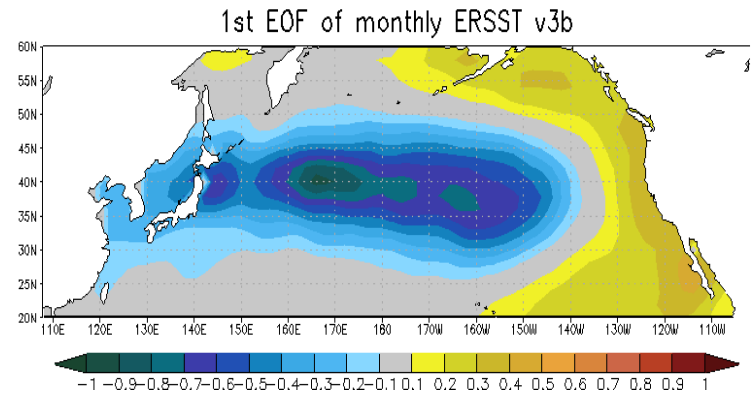 1st EOF of monthly ERSST v3b
60N
55N
50N
45N
40N
35N
30N
25N
20N
110E 120E 130E 140E 150E 160E 170E 180 170W 160W 150W 140W 130W 120W 110W
-1 -0.9-0.8-0.7-0.6-0.5-0.4-0.3-0.2-0.1 0.1 0.2 0.3 0.4 0.5 0.6 0.7 0.8 0.9 1